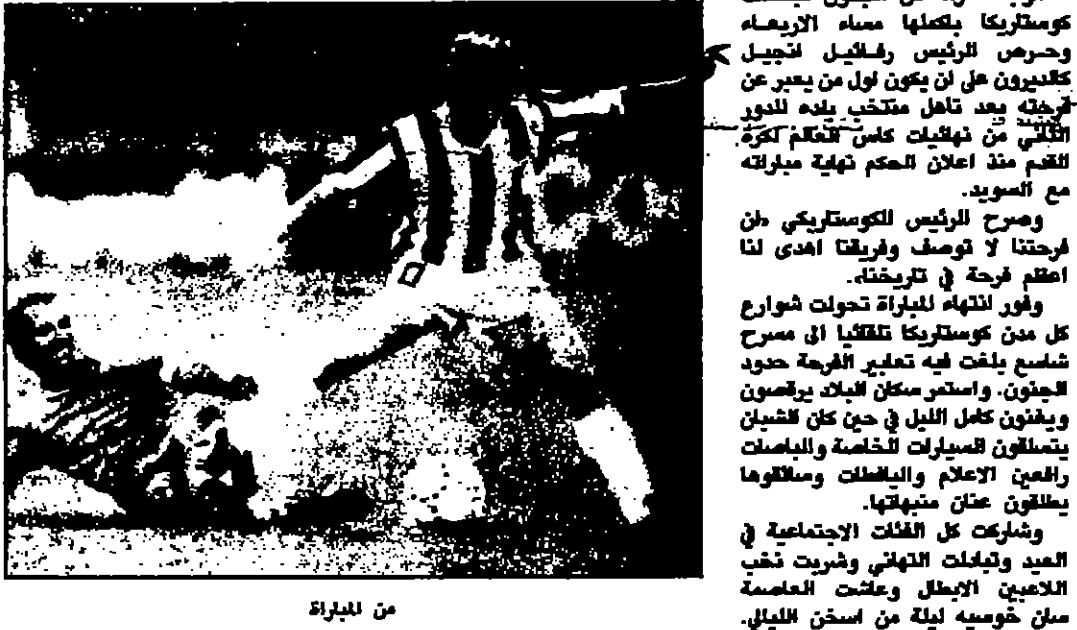 كوستاريكا بلكملها مساء الاربعاء
وحرص الرئيس رفائيل انجيل
كالديرون على ان يكون اول من يعبر عن
فرحته بعد تاهل منتخب بلاده للدور
الثاني من نهائيات كاس العالم لكرة
القدم منذ اعلان الحكم نهاية مباراته
مع السويد.
وصرح الرئيس الكوستاريكي «ان
فرحتنا لا توصف وفريقنا اهدى لنا
اعظم فرحة في تاريخنا».
وفور انتهاء المباراة تحولت شوارع
كل مدن كوستاريكا تلقائيا الى مسرح
شاسع بلغت فيه تعابير الفرحة حدود
الجنون. واستمر سكان البلاد يرقصون
ويغنون كامل الليل في حين كان الشبان
يتسلقون السيارات الخاصة والباصات
رافعين الاعلام واليافطات وسائقوها
يطلقون عنان منبهاتها.
وشاركت كل الفئات الاجتماعية في
العيد وتبادلت التهاني وشربت نخب
اللاعبين الابطال وعاشت العاصمة
سان خوسيه ليلة من اسخن الليالي.
من المباراة